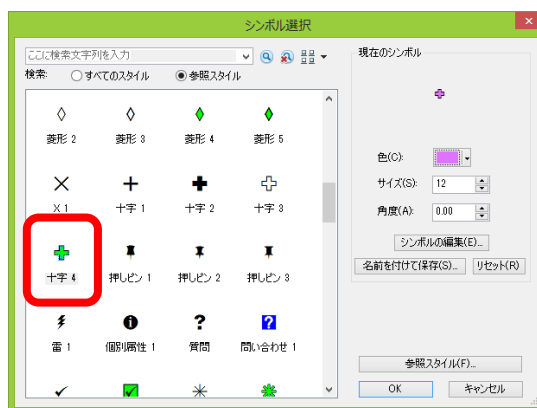 シンボル選択
ここに検索文字列を入力
検索: すべてのスタイル 参照スタイル
菱形 2 菱形 3 菱形 4 菱形 5
X 1 十字 1 十字 2 十字 3
十字 4 押しピン 1 押しピン 2 押しピン 3
雷 1 個別属性 1 質問 問い合わせ 1
現在のシンボル
色(C):
サイズ(S): 12
角度(A): 0.00
シンボルの編集(E)...
名前を付けて保存(S)... リセット(R)
参照スタイル(F)...
OK キャンセル